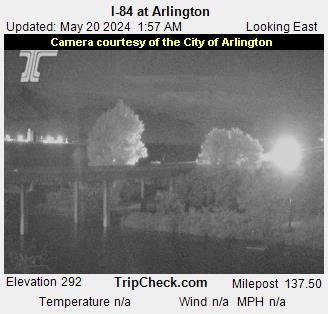 I-84 at Arlington
Updated: May 20 2024 1:57 AM Looking East
Camera courtesy of the City of Arlington
Elevation 292 TripCheck.com Milepost 137.50
Temperature n/a Wind n/a MPH n/a